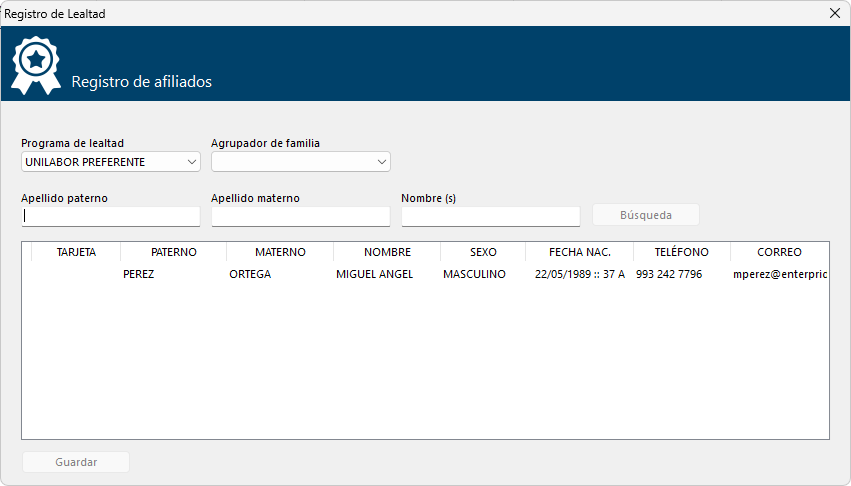 Registro de Lealtad
Registro de afiliados
Programa de lealtad Agrupador de familia
UNILABOR PREFERENTE
Apellido paterno Apellido materno Nombre (s)
Búsqueda
TARJETA PATERNO MATERNO NOMBRE SEXO FECHA NAC. TELÉFONO CORREO
PEREZ ORTEGA MIGUEL ANGEL MASCULINO 22/05/1989 :: 37 A 993 242 7796 mperez@enterpric
Guardar